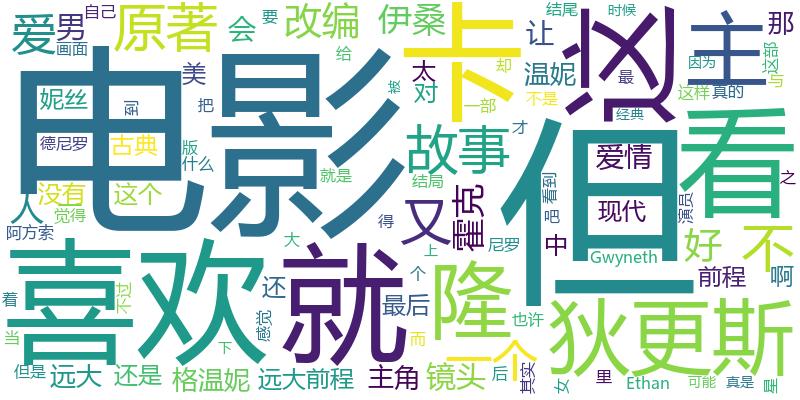 爱 男 自己 原著 会 要 改编 给 伊桑 结尾 时候
画面 美 把 太 对 被 卡 却 一部 让 温妮 这 主 那
因为 这部 最 不是 这样 真的 与
妮丝 到 电影 故事 才 经典 看
德尼罗 古典 版 什么 就是 结局 但 爱情 之
没有 这个 人 觉得 得 又 霍克 看到 巴 中 现代 演员
阿方索 大 上 尼罗 Gwyneth 好 不
喜欢 还 就 个 隆 前程 啊
着 不过 感觉 最后 也许 狄更斯
当 下 而 一个
但是 远大 还是 格温妮 远大前程 主角 镜头 后 其实 女 里 Ethan 可能 真是 星